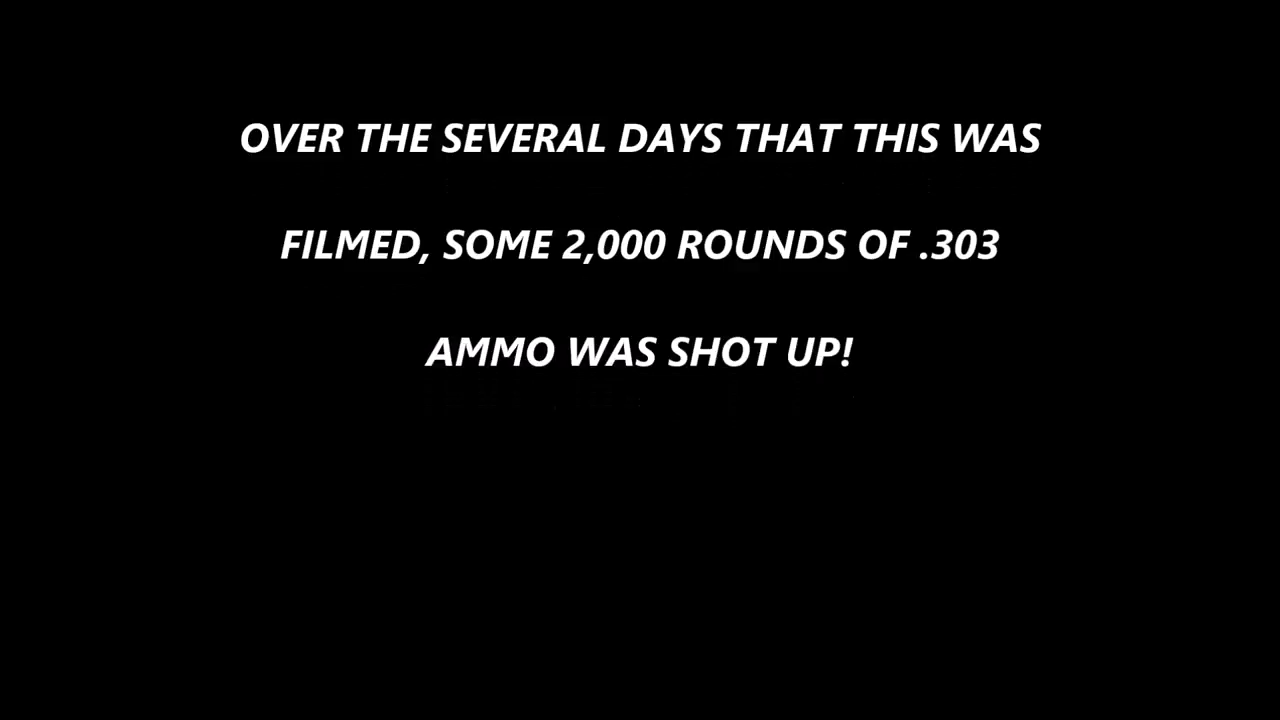 OVER THE SEVERAL DAYS THAT THIS WAS
FILMED, SOME 2,000 ROUNDS OF .303
AMMO WAS SHOT UP!